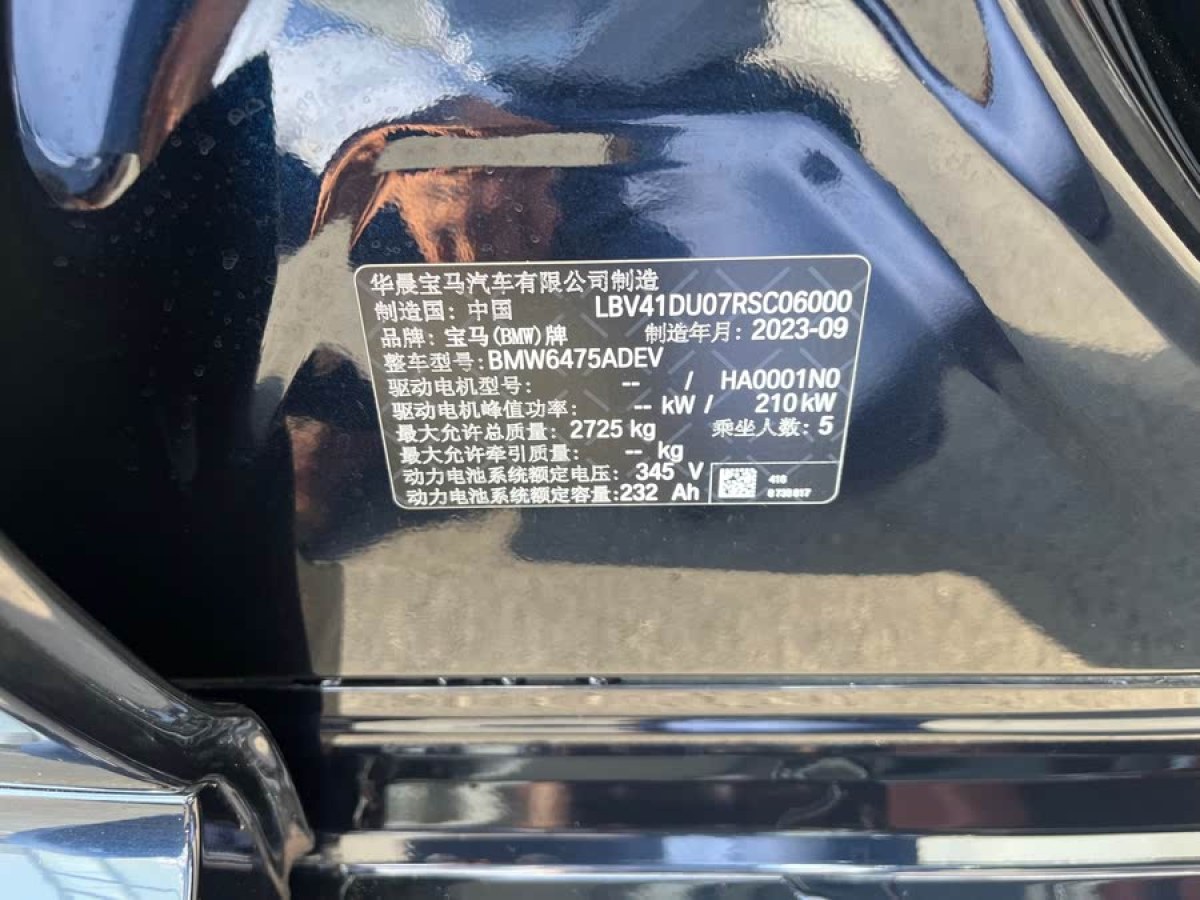 华晨宝马汽车有限公司制造
制造国: 中国 LBV41DU07RSC06000
品牌: 宝马(BMW)牌 制造年月: 2023-09
整车型号:BMW6475ADEV
驱动电机型号: -- / HA0001N0
驱动电机峰值功率: -- kW / 210kW
最大允许总质量: 2725 kg 乘坐人数: 5
最大允许牵引质量: -- kg
动力电池系统额定电压: 345 V
动力电池系统额定容量:232 Ah